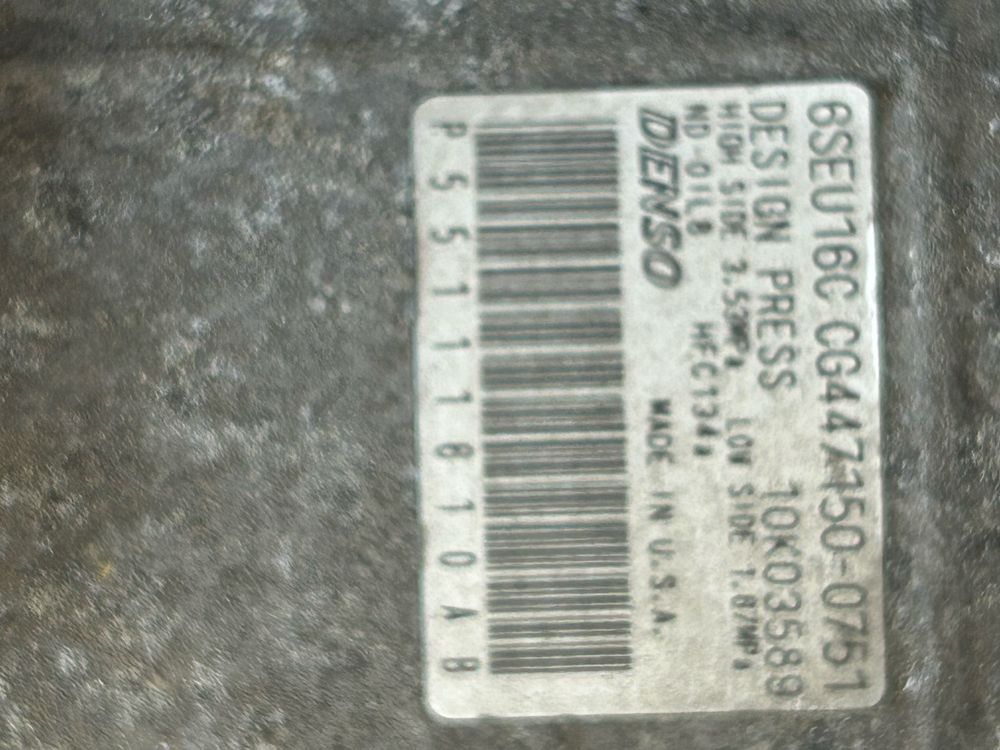 6SEU16C CG447150-0751
DESIGN PRESS 10K03589
HIGH SIDE 3.53MPa LOW SIDE 1.67MPa
ND-OIL8 HFC134a
DENSO MADE IN U.S.A.
P55111810AB